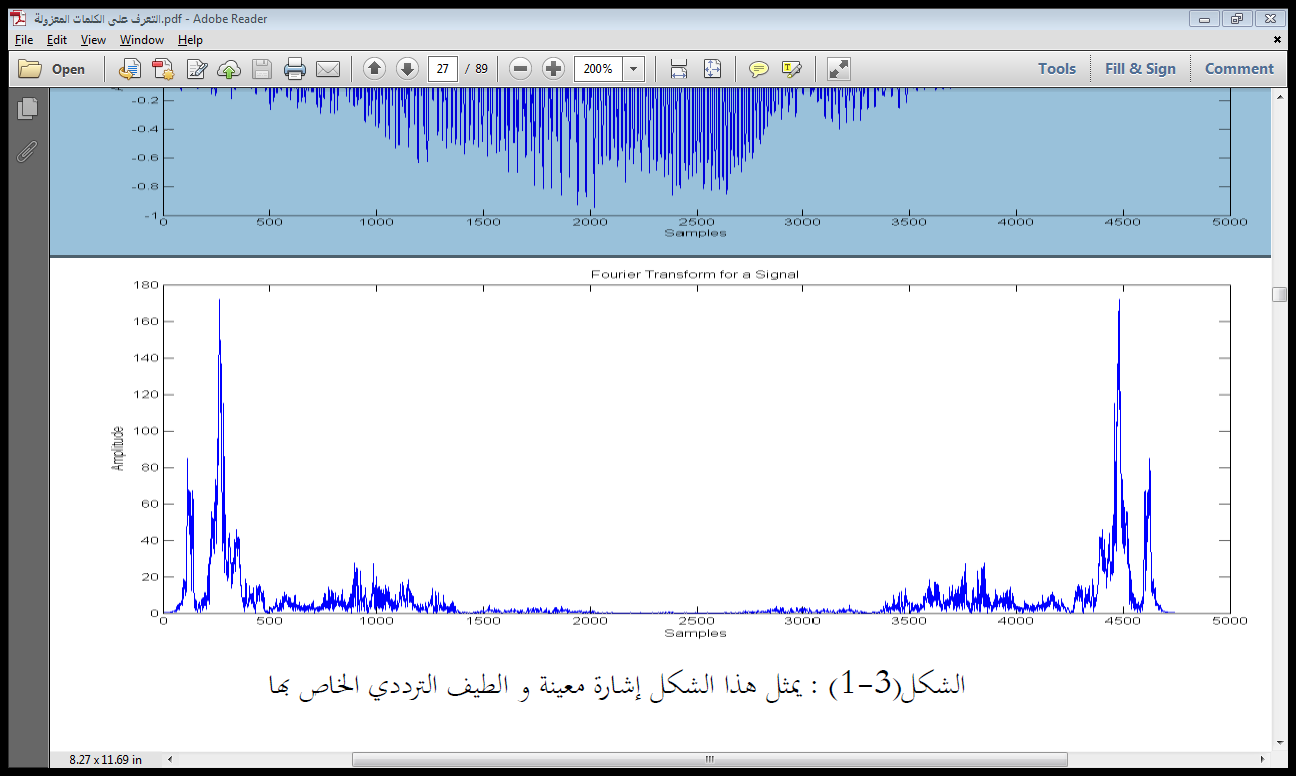 التعرف على الكلمات المعزولة.pdf - Adobe Reader
File Edit View Window Help
Open 27 / 89 200% Tools Fill & Sign Comment
-0.2
-0.4
-0.6
-0.8
-1
0 500 1000 1500 2000 2500 3000 3500 4000 4500 5000
Samples
Fourier Transform for a Signal
180
160
140
120
100
80
60
40
20
0
Amplitude
0 500 1000 1500 2000 2500 3000 3500 4000 4500 5000
Samples
الشكل(3-1) : يمثل هذا الشكل إشارة معينة و الطيف الترددي الخاص بها
8.27 x 11.69 in